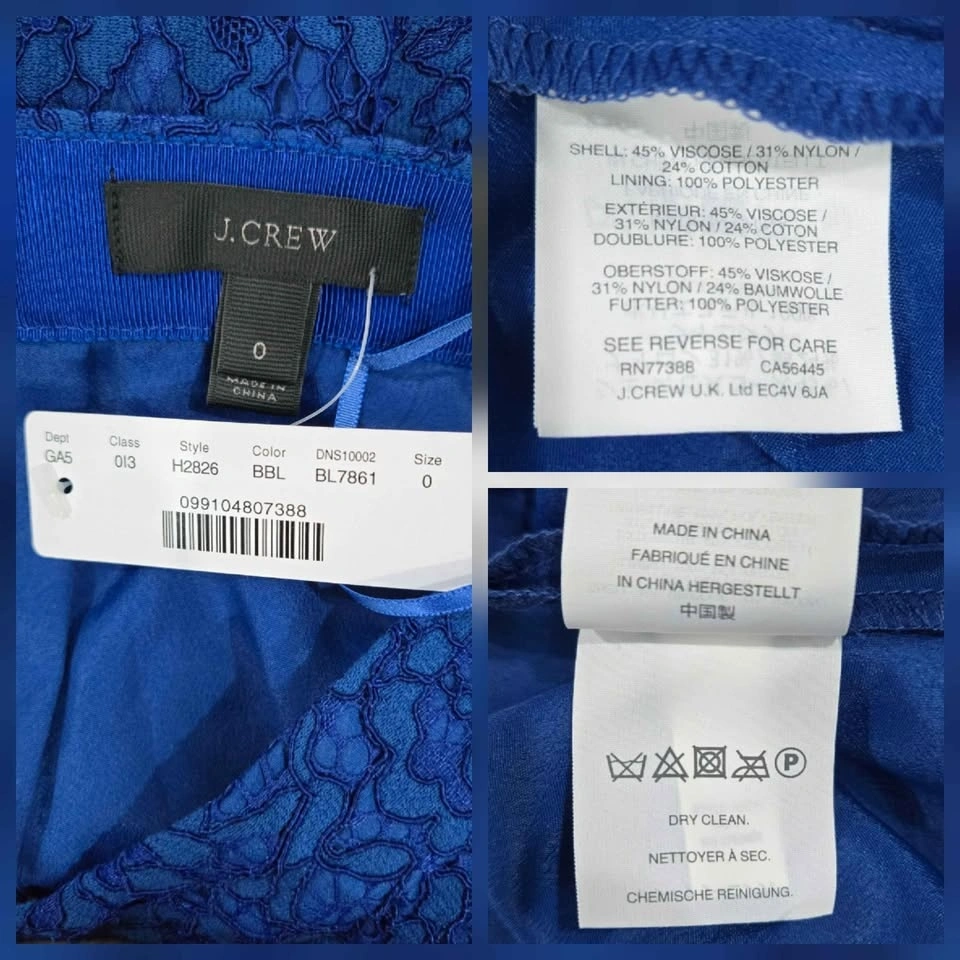 J.CREW
0
MADE IN
CHINA
Dept Class Style Color DNS10002 Size
GA5 013 H2826 BBL BL7861 0
099104807388
SHELL: 45% VISCOSE / 31% NYLON /
24% COTTON
LINING: 100% POLYESTER
EXTÉRIEUR: 45% VISCOSE /
31% NYLON / 24% COTON
DOUBLURE: 100% POLYESTER
OBERSTOFF: 45% VISKOSE /
31% NYLON / 24% BAUMWOLLE
FUTTER: 100% POLYESTER
SEE REVERSE FOR CARE
RN77388 CA56445
J.CREW U.K. Ltd EC4V 6JA
MADE IN CHINA
FABRIQUÉ EN CHINE
IN CHINA HERGESTELLT
中国製
P
DRY CLEAN.
NETTOYER À SEC.
CHEMISCHE REINIGUNG.